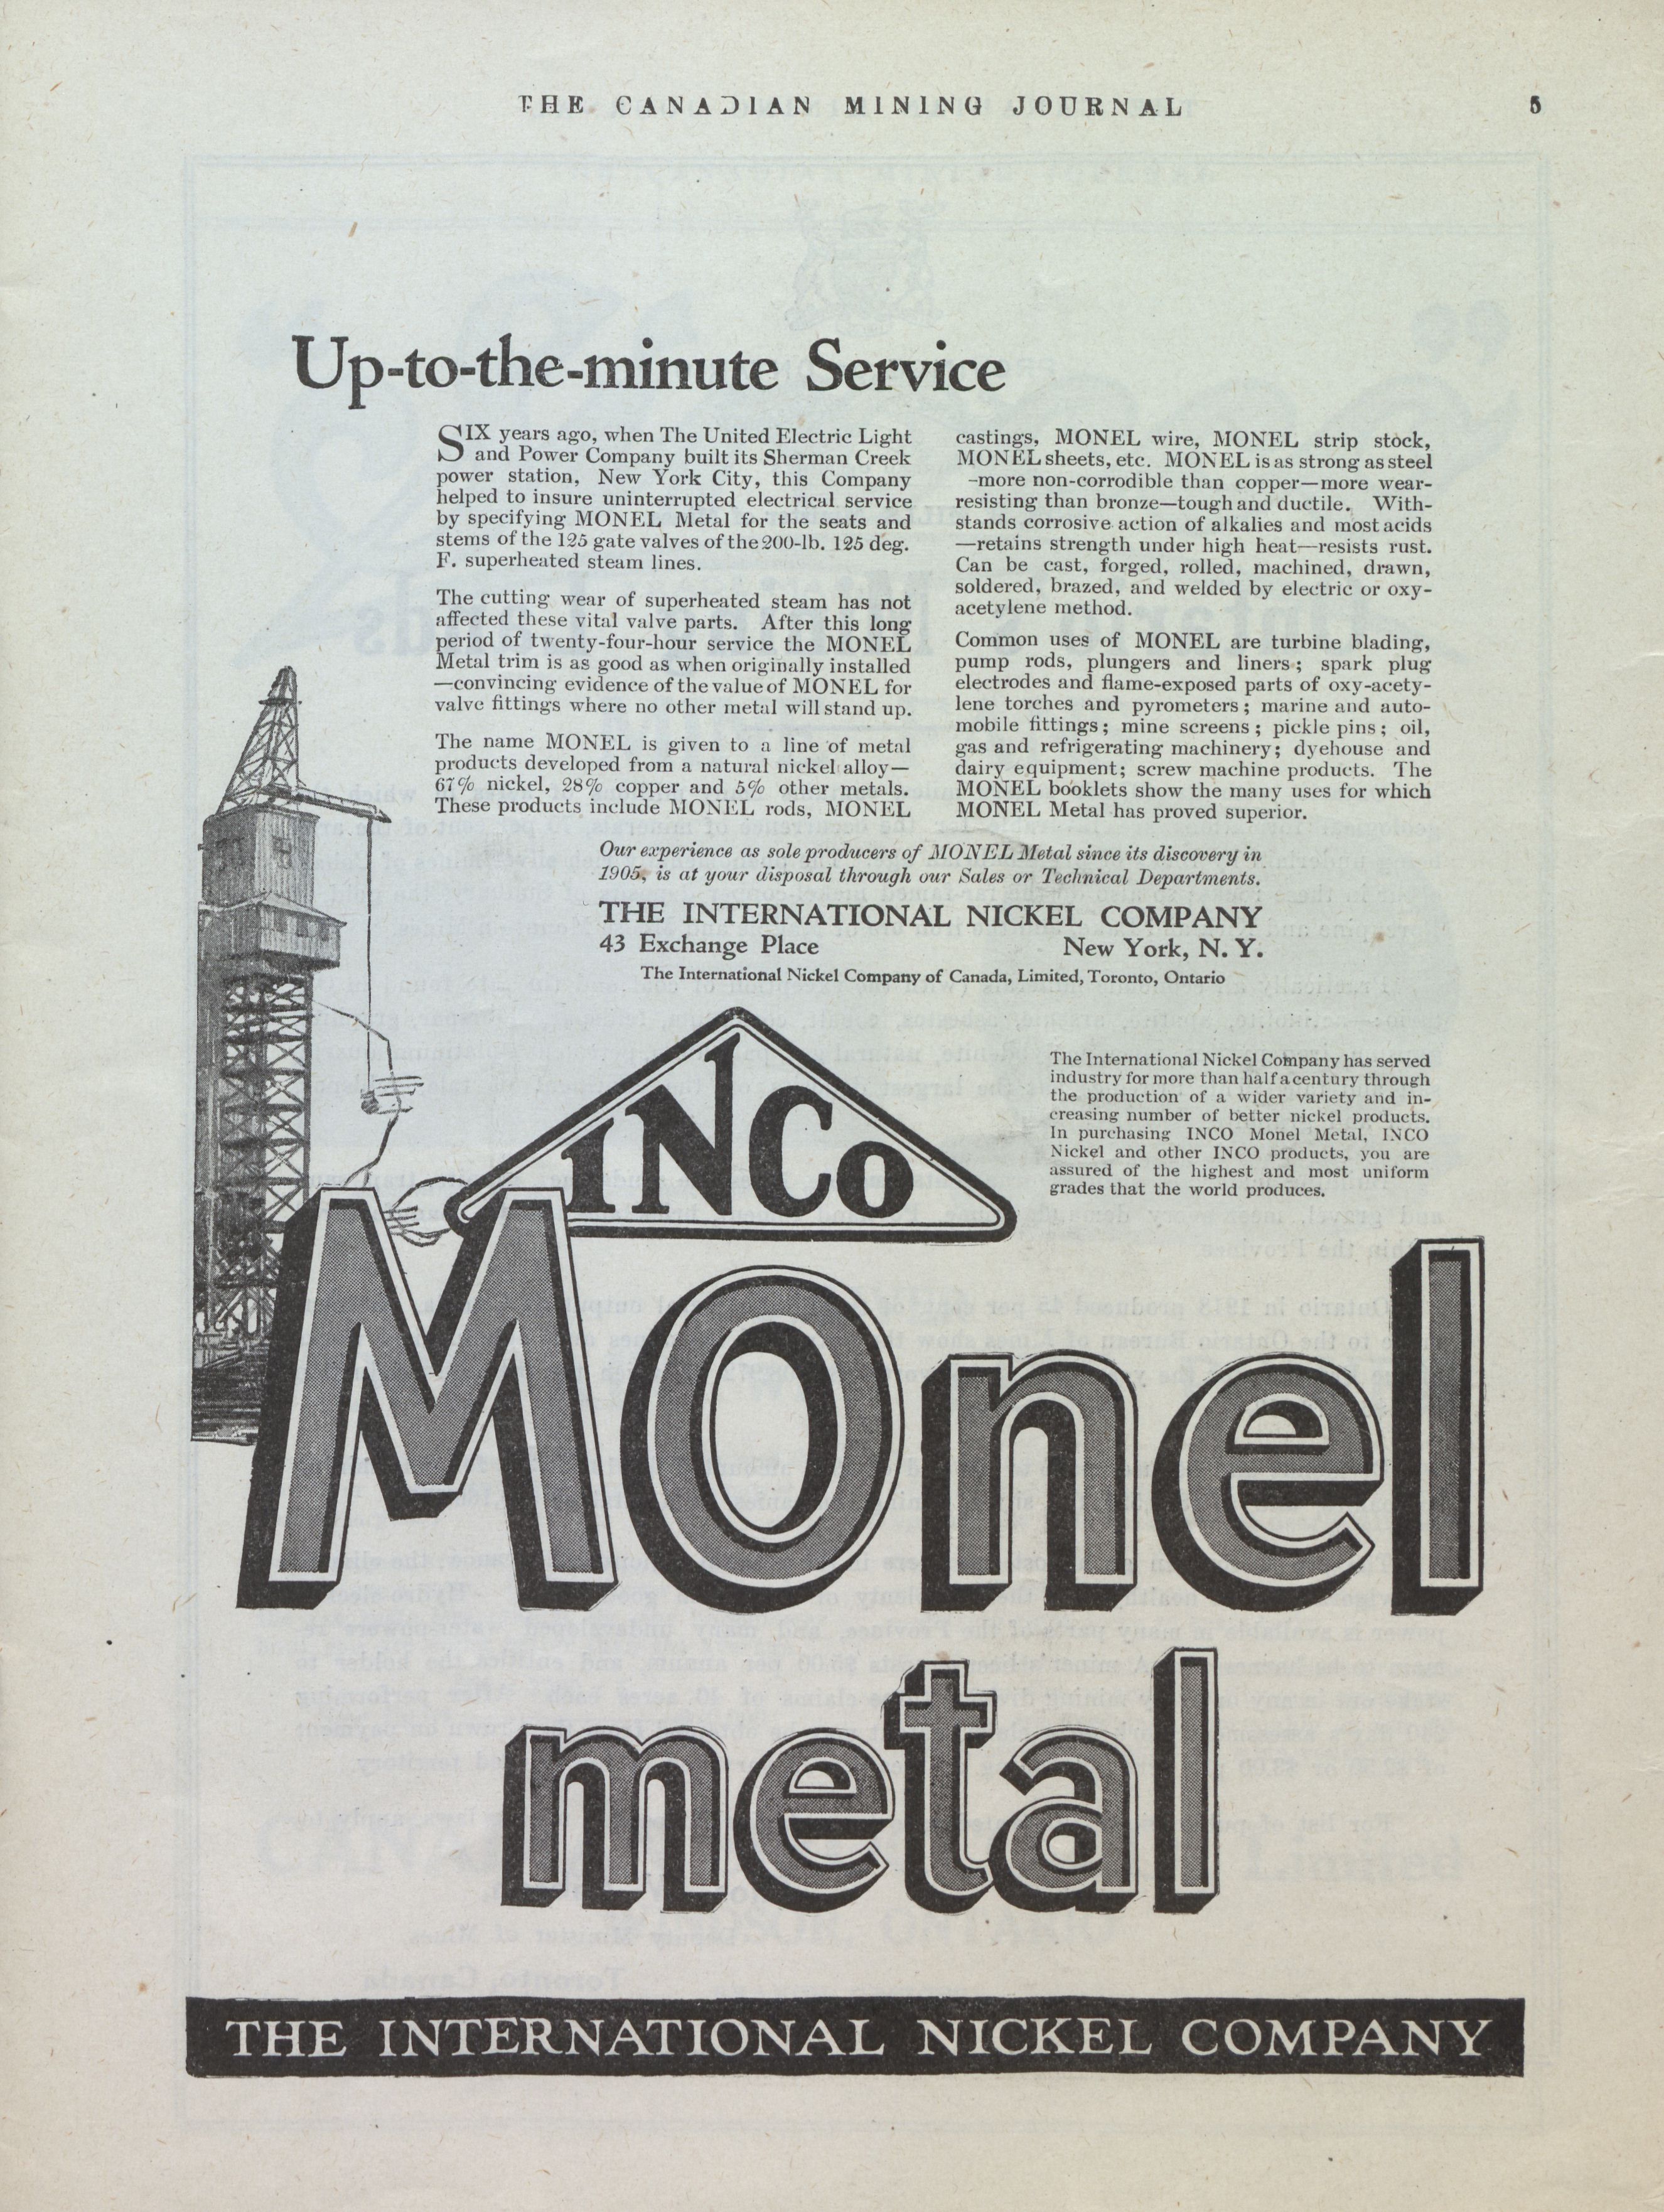 THE CANADIAN MINING JOURNAL 5
Up-to-the-minute Service
SIX years ago, when The United Electric Light
and Power Company built its Sherman Creek
power station, New York City, this Company
helped to insure uninterrupted electrical service
by specifying MONEL Metal for the seats and
stems of the 125 gate valves of the 200-lb. 125 deg.
F. superheated steam lines.
The cutting wear of superheated steam has not
affected these vital valve parts. After this long
period of twenty-four-hour service the MONEL
Metal trim is as good as when originally installed
—convincing evidence of the value of MONEL for
valve fittings where no other metal will stand up.
The name MONEL is given to a line of metal
products developed from a natural nickel alloy—
67% nickel, 28% copper and 5% other metals.
These products include MONEL rods, MONEL
castings, MONEL wire, MONEL strip stock,
MONEL sheets, etc. MONEL is as strong as steel
-more non-corrodible than copper—more wear-
resisting than bronze—tough and ductile. With-
stands corrosive action of alkalies and most acids
—retains strength under high heat—resists rust.
Can be cast, forged, rolled, machined, drawn,
soldered, brazed, and welded by electric or oxy-
acetylene method.
Common uses of MONEL are turbine blading,
pump rods, plungers and liners; spark plug
electrodes and flame-exposed parts of oxy-acety-
lene torches and pyrometers; marine and auto-
mobile fittings; mine screens; pickle pins; oil,
gas and refrigerating machinery; dyehouse and
dairy equipment; screw machine products. The
MONEL booklets show the many uses for which
MONEL Metal has proved superior.
Our experience as sole producers of MONEL Metal since its discovery in
1905, is at your disposal through our Sales or Technical Departments.
THE INTERNATIONAL NICKEL COMPANY
43 Exchange Place New York, N. Y.
The International Nickel Company of Canada, Limited, Toronto, Ontario
INCo
The International Nickel Company has served
industry for more than half a century through
the production of a wider variety and in-
creasing number of better nickel products.
In purchasing INCO Monel Metal, INCO
Nickel and other INCO products, you are
assured of the highest and most uniform
grades that the world produces.
MOnel
metal
THE INTERNATIONAL NICKEL COMPANY